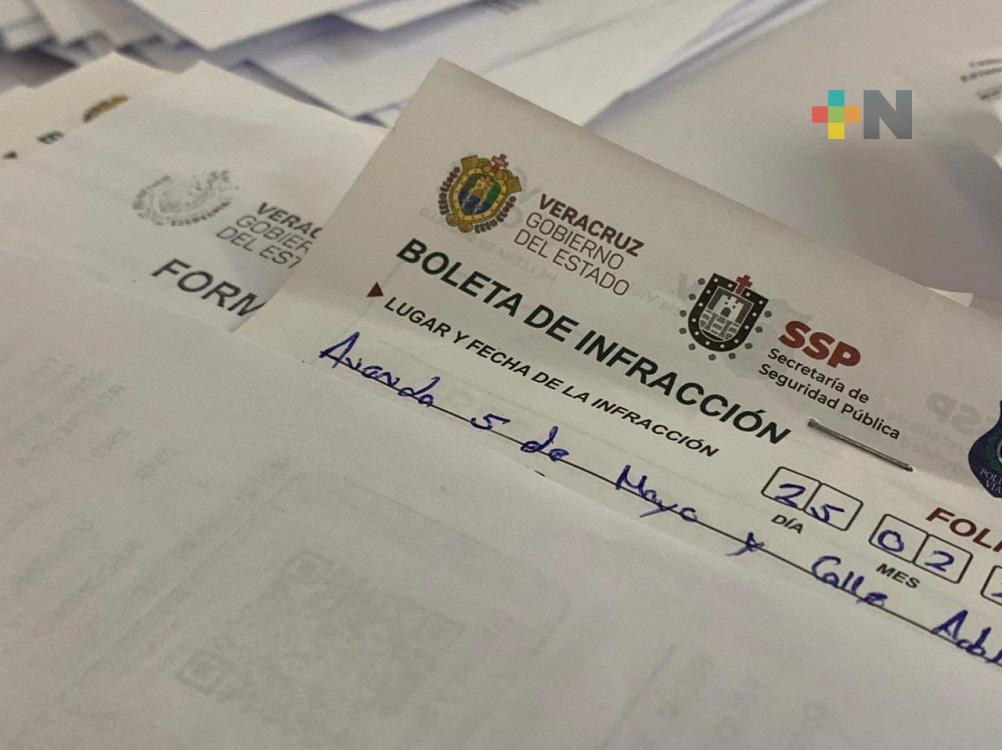 +N
VERACRUZ
GOBIERNO
DEL ESTADO
BOLETA DE INFRACCIÓN
SSP
Secretaría de
Seguridad Pública
LUGAR Y FECHA DE LA INFRACCIÓN
Avenida 5 de Mayo y Calle
25 02
DÍA MES